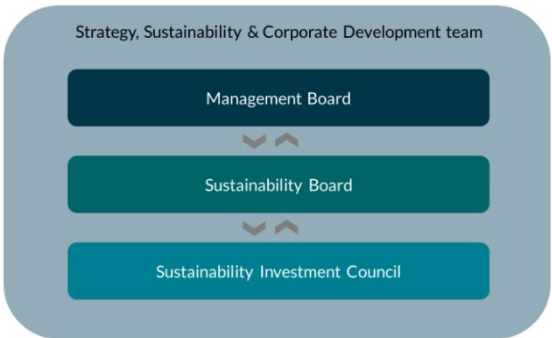 Strategy, Sustainability & Corporate Development team
Management Board
Sustainability Board
Sustainability Investment Council